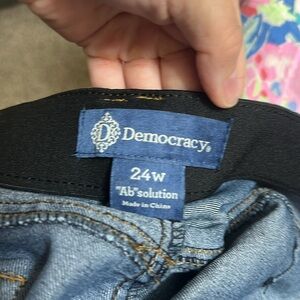 D Democracy®
24W
"Ab"solution
Made in China